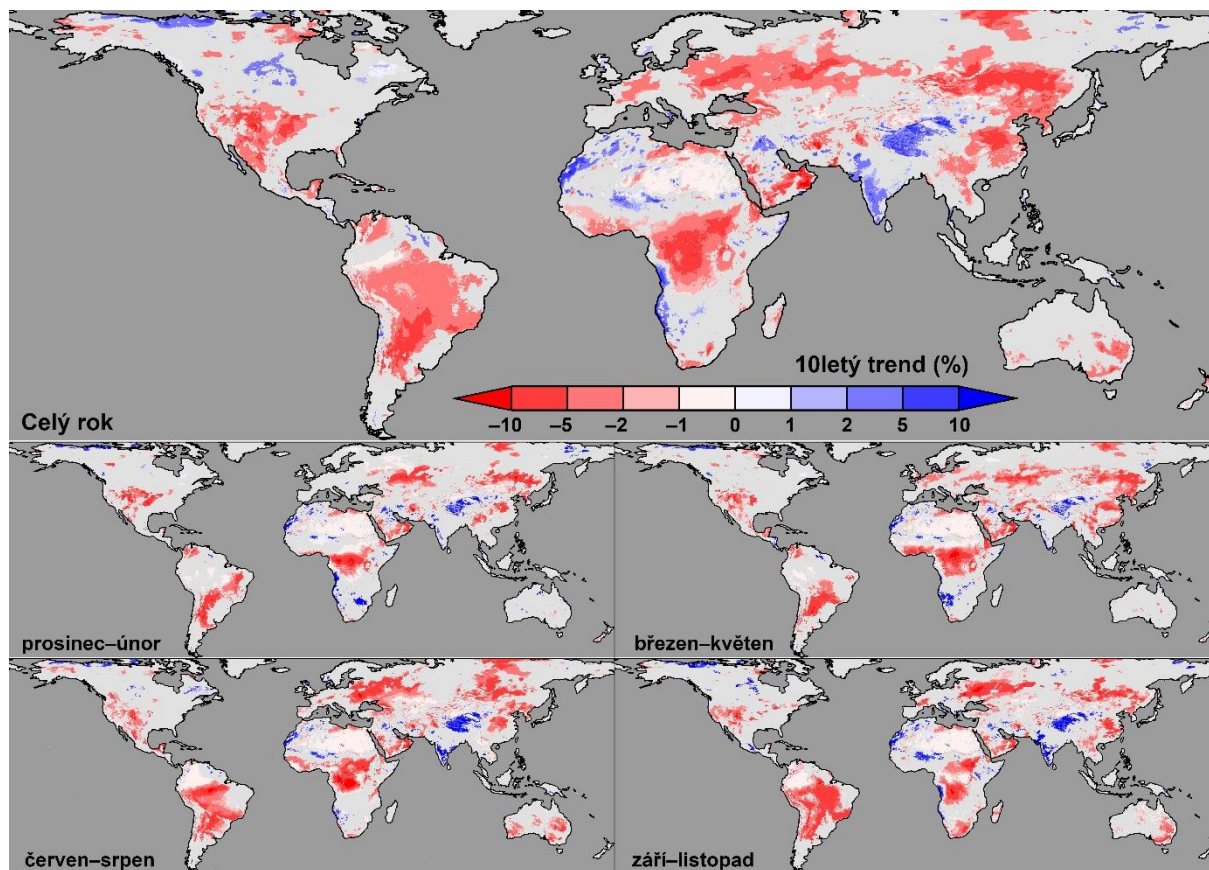 10letý trend (%)
–10 –5 –2 –1 0 1 2 5 10
Celý rok
prosinec–únor
březen–květen
červen–srpen
září–listopad